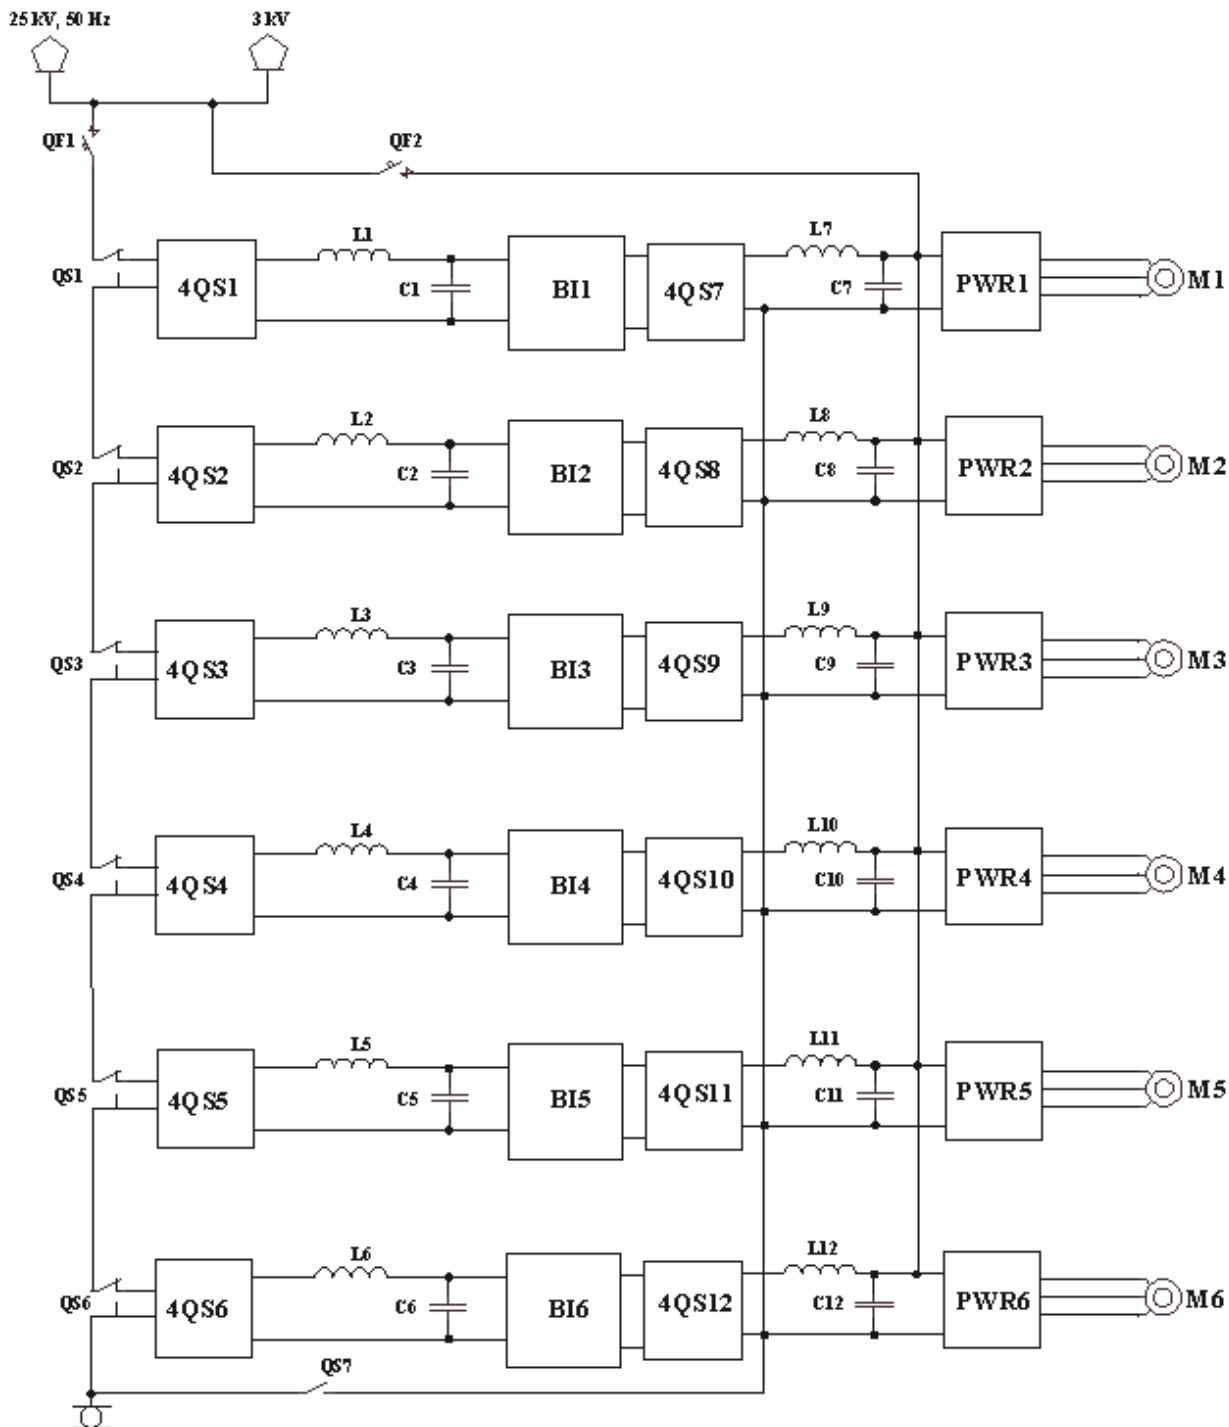 25 kV, 50 Hz 3 kV
QF1 QF2
L1 L7
QS1 4QS1 C1 BI1 4QS7 C7 PWR1 M1
L2 L8
QS2 4QS2 C2 BI2 4QS8 C8 PWR2 M2
L3 L9
QS3 4QS3 C3 BI3 4QS9 C9 PWR3 M3
L4 L10
QS4 4QS4 C4 BI4 4QS10 C10 PWR4 M4
L5 L11
QS5 4QS5 C5 BI5 4QS11 C11 PWR5 M5
L6 L12
QS6 4QS6 C6 BI6 4QS12 C12 PWR6 M6
QS7